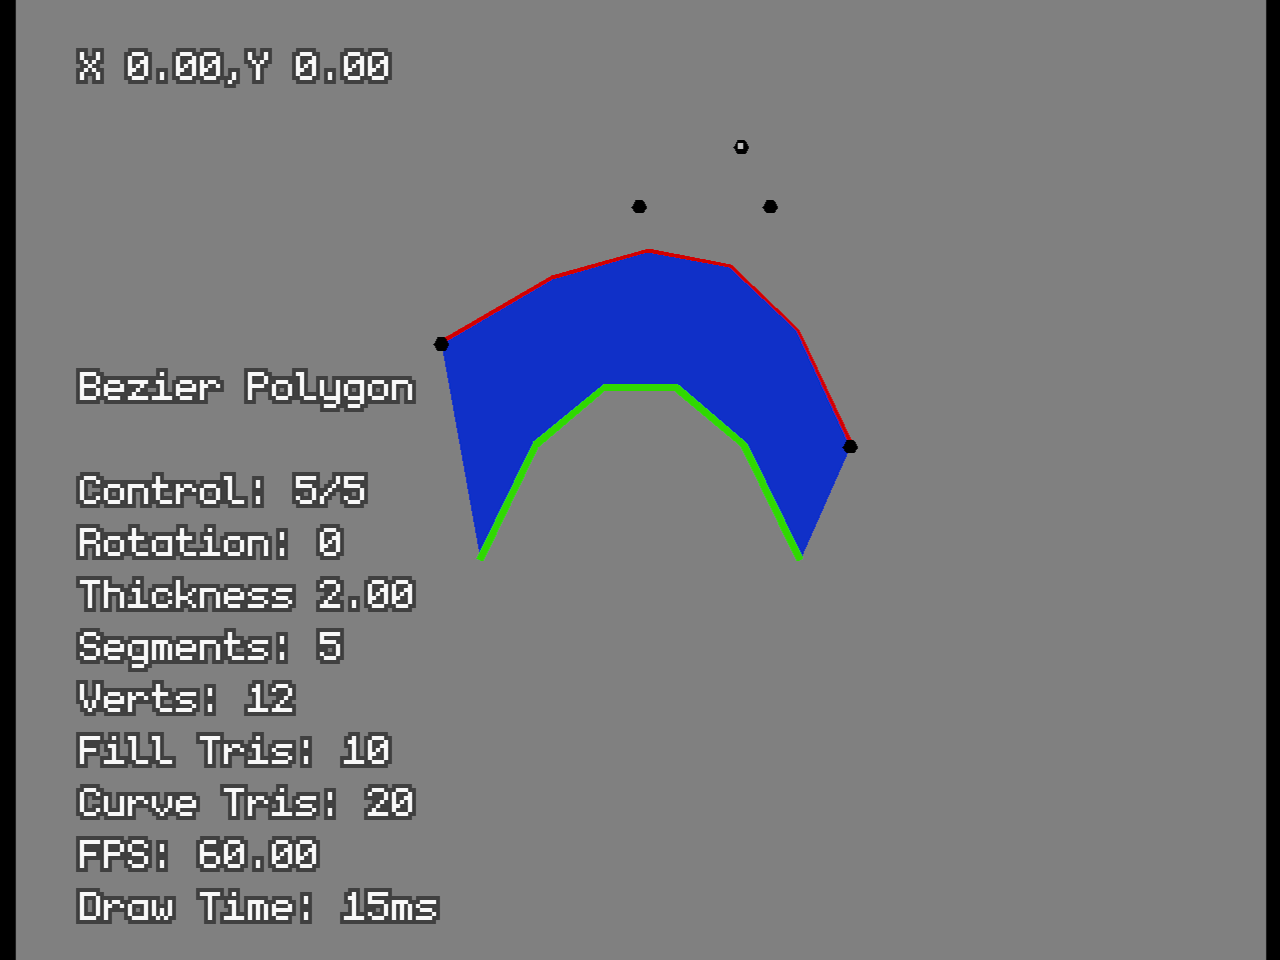 X 0.00,Y 0.00
Bezier Polygon
Control: 5/5
Rotation: 0
Thickness 2.00
Segments: 5
Verts: 12
Fill Tris: 10
Curve Tris: 20
FPS: 60.00
Draw Time: 15ms